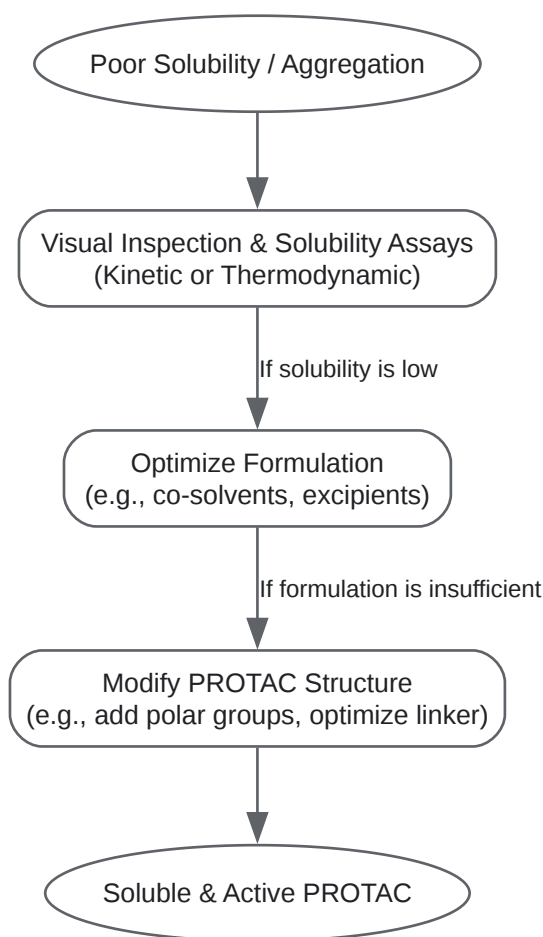 Poor Solubility / Aggregation
Visual Inspection & Solubility Assays
(Kinetic or Thermodynamic)
If solubility is low
Optimize Formulation
(e.g., co-solvents, excipients)
If formulation is insufficient
Modify PROTAC Structure
(e.g., add polar groups, optimize linker)
Soluble & Active PROTAC